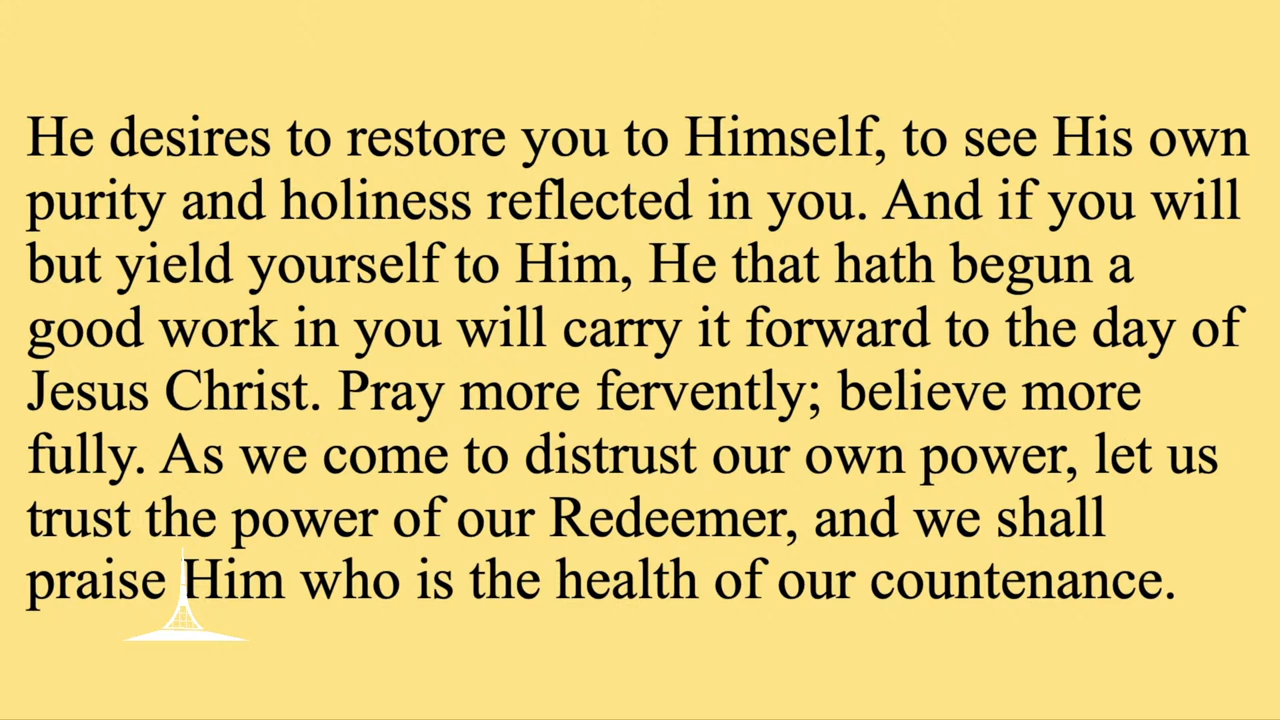 He desires to restore you to Himself, to see His own
purity and holiness reflected in you. And if you will
but yield yourself to Him, He that hath begun a
good work in you will carry it forward to the day of
Jesus Christ. Pray more fervently; believe more
fully. As we come to distrust our own power, let us
trust the power of our Redeemer, and we shall
praise Him who is the health of our countenance.